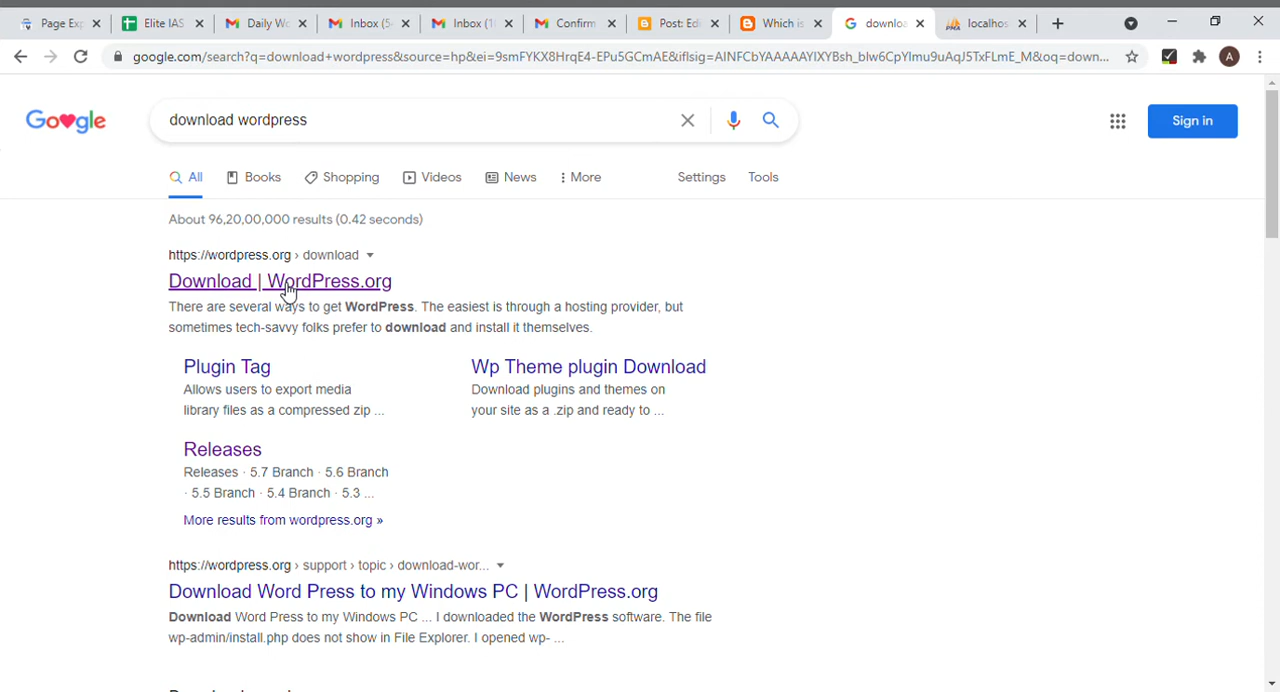 Page Exp
Elite IAS
Daily Wo
Inbox (5
Inbox (1
Confirm
Post: Edi
Which is
downloa
localhos
google.com/search?q=download+wordpress&source=hp&ei=9smFYKX8HrqE4-EPu5GCmAE&iflsig=AINFCbYAAAAAYIXYBsh_blw6CpYlmu9uAqJ5TxFLmE_M&oq=down...
A
Google
download wordpress
Sign in
All
Books
Shopping
Videos
News
More
Settings
Tools
About 96,20,00,000 results (0.42 seconds)
https://wordpress.org › download
Download | WordPress.org
There are several ways to get WordPress. The easiest is through a hosting provider, but
sometimes tech-savvy folks prefer to download and install it themselves.
Plugin Tag
Allows users to export media
library files as a compressed zip ...
Wp Theme plugin Download
Download plugins and themes on
your site as a .zip and ready to ...
Releases
Releases · 5.7 Branch · 5.6 Branch
· 5.5 Branch · 5.4 Branch · 5.3 ...
More results from wordpress.org »
https://wordpress.org › support › topic › download-wor...
Download Word Press to my Windows PC | WordPress.org
Download Word Press to my Windows PC ... I downloaded the WordPress software. The file
wp-admin/install.php does not show in File Explorer. I opened wp- ...